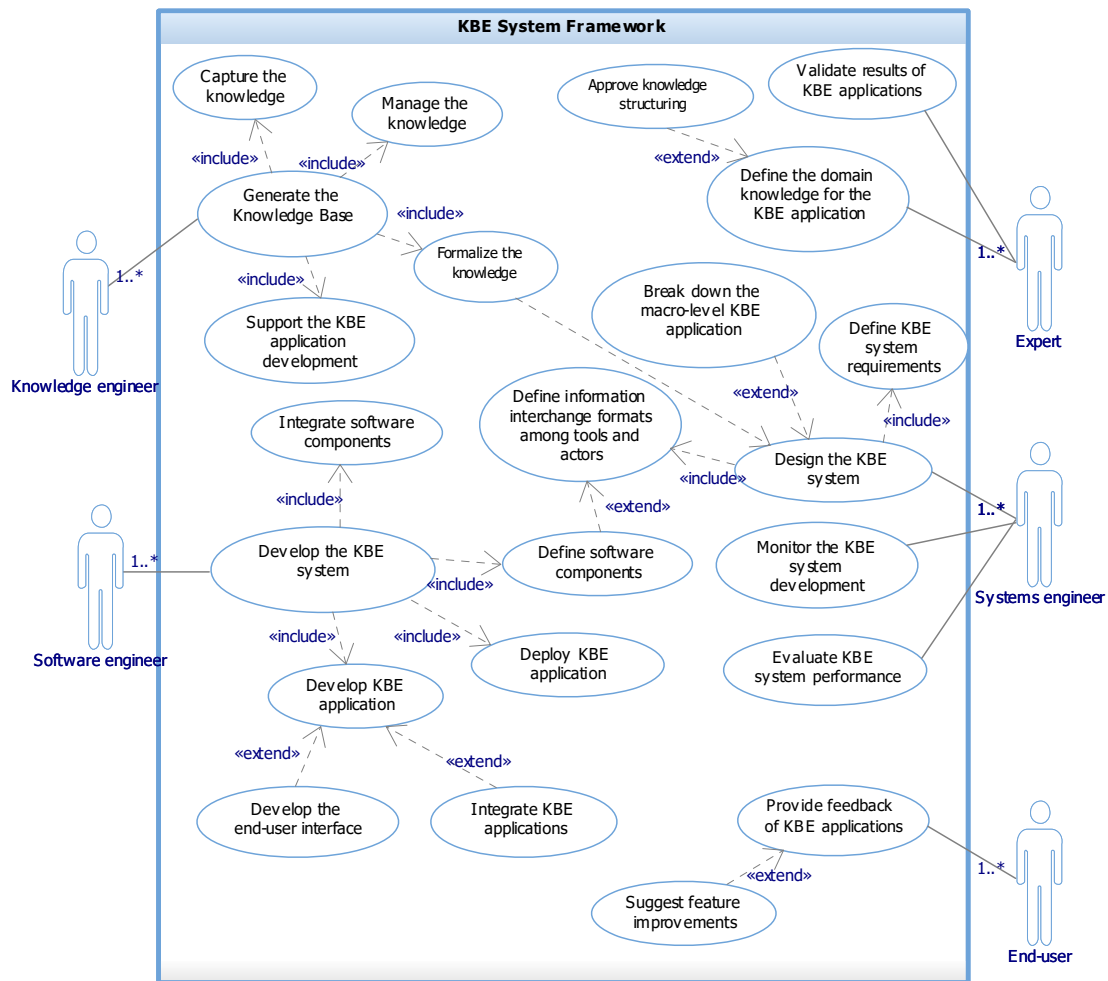 KBE System Framework
Capture the
knowledge
Manage the
knowledge
Approve knowledge
structuring
Validate results of
KBE applications
«include»
«include»
«extend»
Generate the
Knowledge Base
Define the domain
knowledge for the
KBE application
«include»
Formalize the
knowledge
1..*
1..*
«include»
Support the KBE
application
development
Break down the
macro-level KBE
application
Define KBE
system
requirements
Knowledge engineer
Expert
Integrate software
components
Define information
interchange formats
among tools and
actors
«extend»
«include»
Design the KBE
system
«include»
«include»
«extend»
1..*
1..*
Develop the KBE
system
«include»
Define software
components
Monitor the KBE
system
development
Software engineer
Systems engineer
«include»
«include»
Deploy KBE
application
Evaluate KBE
system performance
Develop KBE
application
«extend»
«extend»
Develop the
end-user interface
Integrate KBE
applications
Provide feedback
of KBE applications
1..*
«extend»
Suggest feature
improvements
End-user